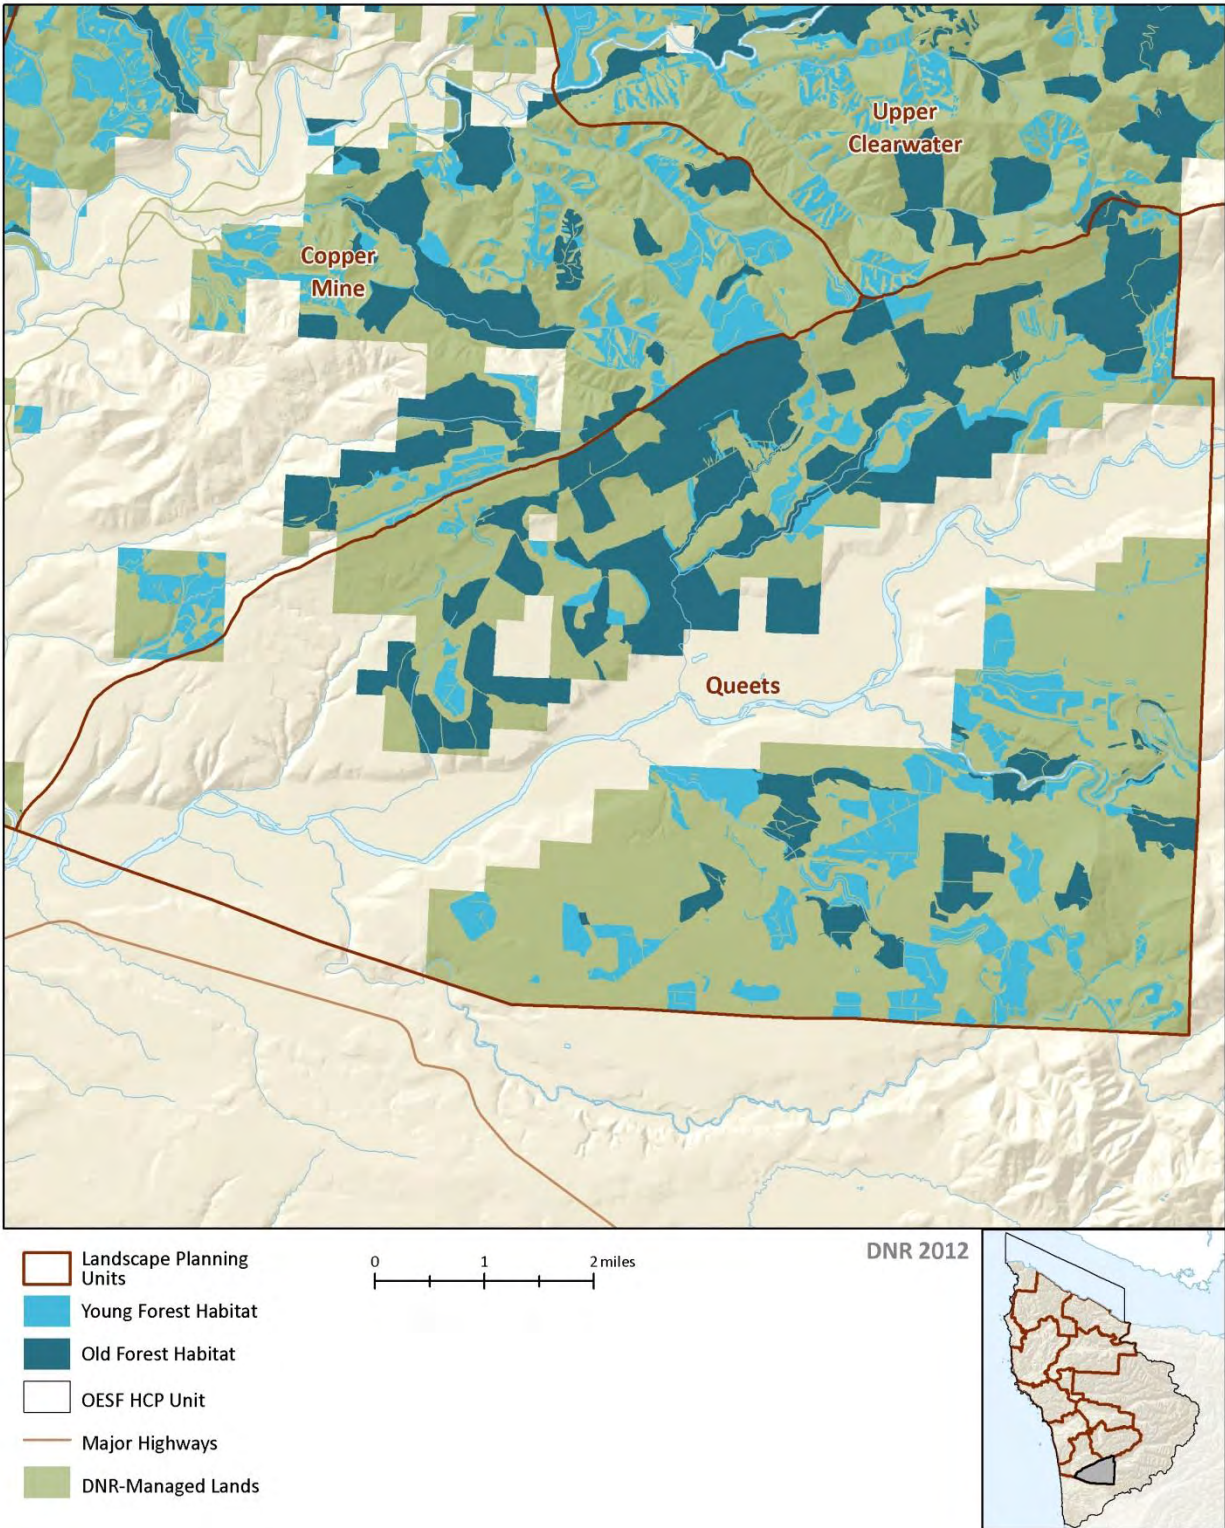 Upper
Clearwater
Copper
Mine
Queets
Landscape Planning
Units
Young Forest Habitat
Old Forest Habitat
OESF HCP Unit
Major Highways
DNR-Managed Lands
0 1 2 miles
DNR 2012